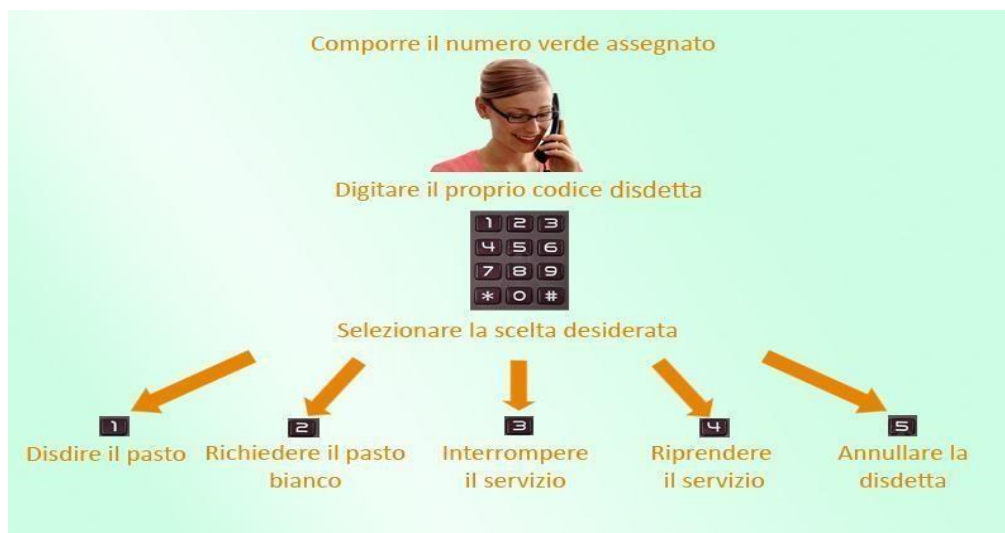 Comporre il numero verde assegnato
Digitare il proprio codice disdetta
1 2 3
4 5 6
7 8 9
* 0 #
Selezionare la scelta desiderata
1 2 3 4 5
Disdire il pasto Richiedere il pasto Interrompere Riprendere Annullare la
bianco il servizio il servizio disdetta